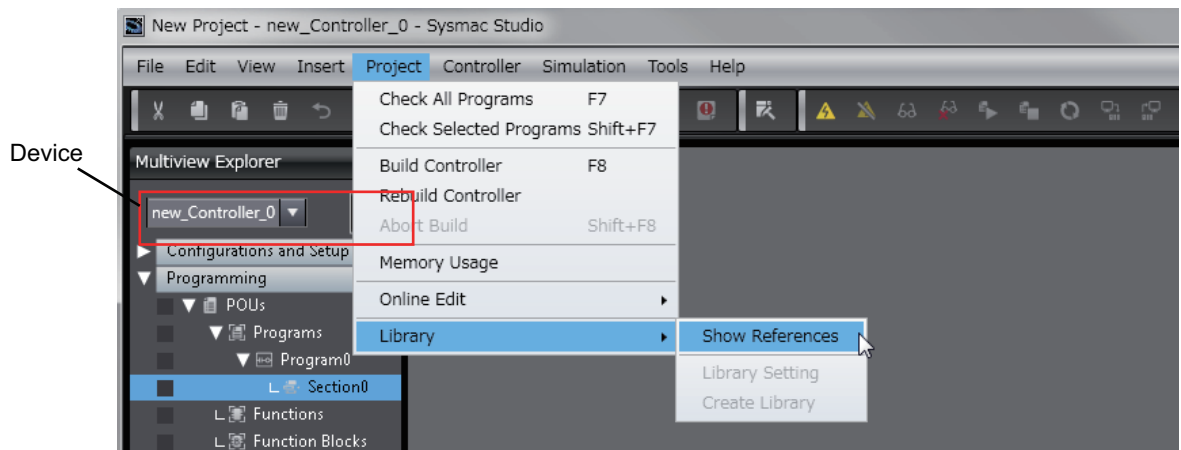 New Project - new_Controller_0 - Sysmac Studio
File Edit View Insert Project Controller Simulation Tools Help
Check All Programs F7
Check Selected Programs Shift+F7
Device
Multiview Explorer
Build Controller F8
new_Controller_0
Rebuild Controller
Abort Build Shift+F8
Configurations and Setup
Memory Usage
Programming
POUs
Online Edit
Programs
Library
Show References
Program0
Library Setting
Section0
Create Library
Functions
Function Blocks